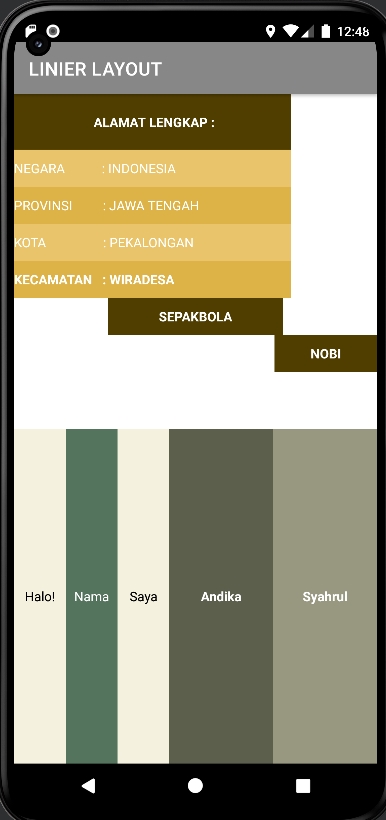 12:48
LINIER LAYOUT
ALAMAT LENGKAP :
NEGARA : INDONESIA
PROVINSI : JAWA TENGAH
KOTA : PEKALONGAN
KECAMATAN : WIRADESA
SEPAKBOLA
NOBI
Halo! Nama Saya Andika Syahrul